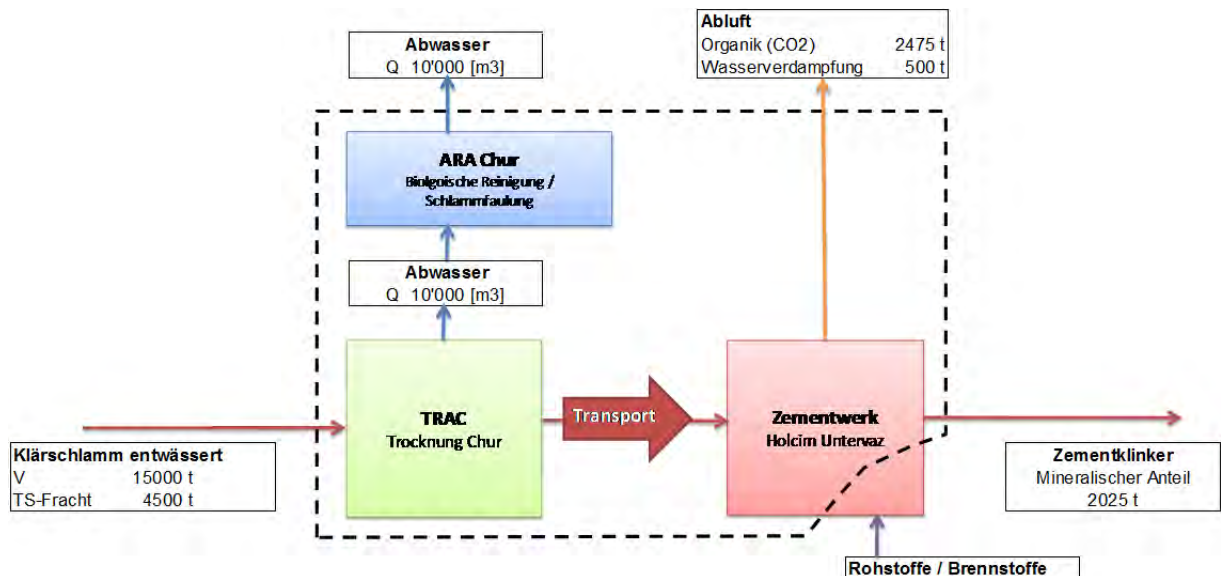 Abluft
Organik (CO2) 2475 t
Wasserverdampfung 500 t
Abwasser
Q 10'000 [m3]
ARA Chur
Biolgoische Reinigung /
Schlammfaulung
Abwasser
Q 10'000 [m3]
TRAC
Trocknung Chur
Transport
Zementwerk
Holcim Untervaz
Klärschlamm entwässert
V 15000 t
TS-Fracht 4500 t
Zementklinker
Mineralischer Anteil
2025 t
Rohstoffe / Brennstoffe